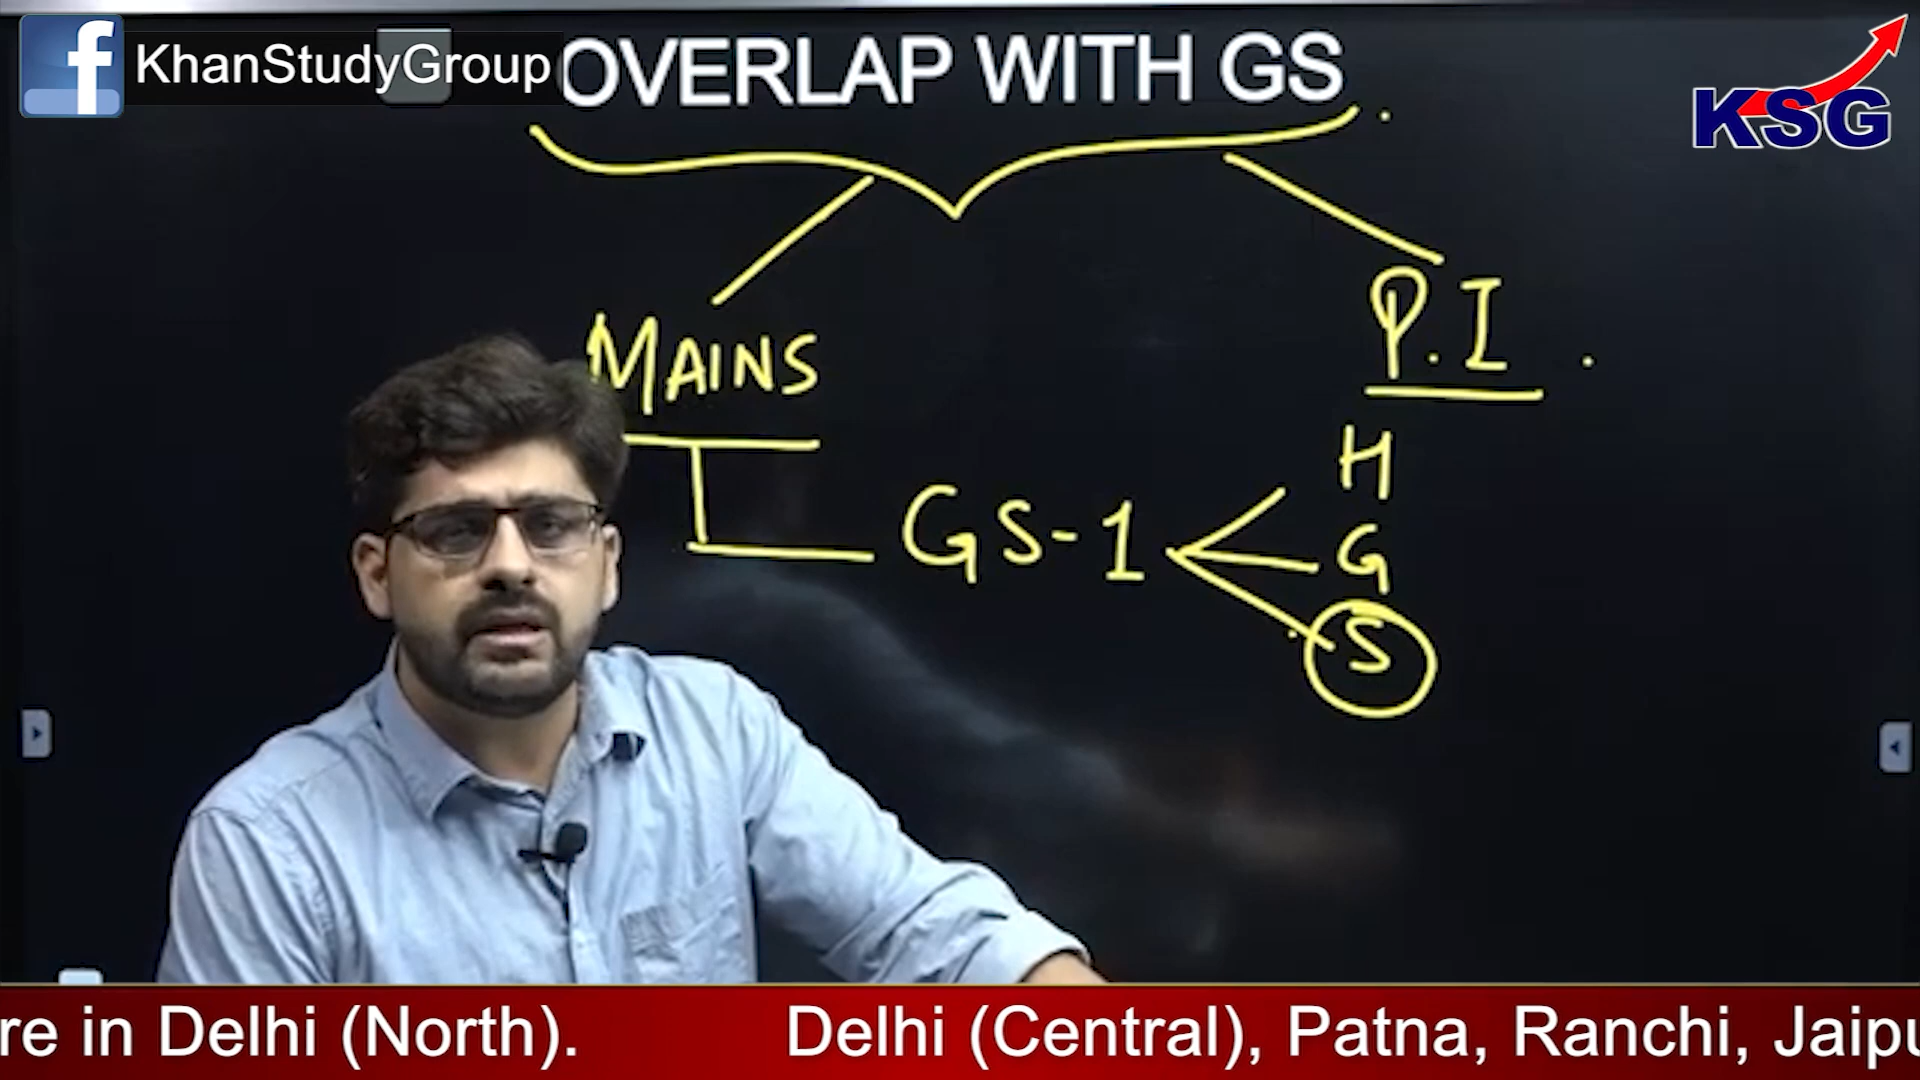 f KhanStudyGroup
OVERLAP WITH GS
KSG
MAINS
P.I.
H
GS-1
G
S
re in Delhi (North). Delhi (Central), Patna, Ranchi, Jaipu